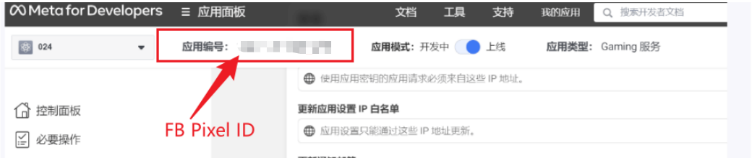 Meta for Developers 三 应用面板 文档 工具 支持 我的应用 搜索开发者文档
024 应用编号： 应用模式：开发中 上线 应用类型： Gaming 服务
使用应用密钥的应用请求必须来自这些 IP 地址。
控制面板 更新应用设置 IP 白名单
FB Pixel ID 应用设置只能通过这些 IP 地址更新。
必要操作